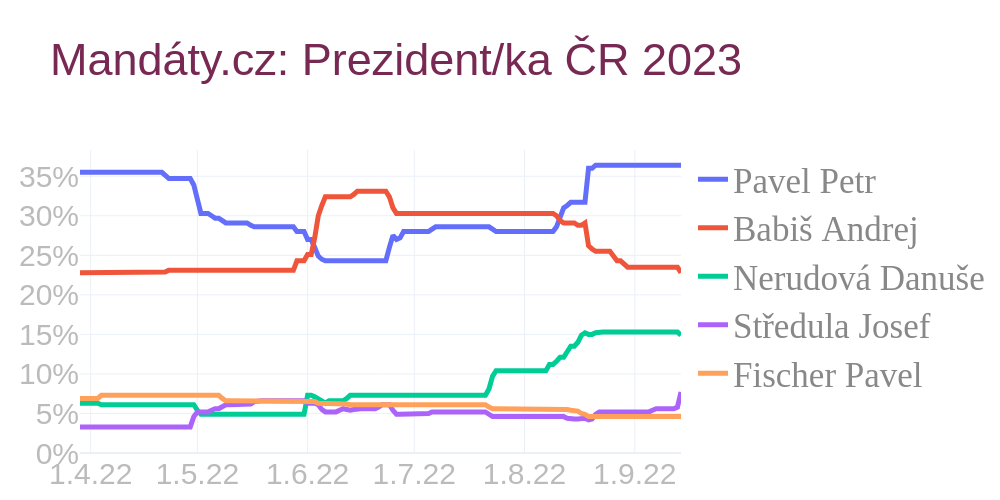 Mandáty.cz: Prezident/ka ČR 2023
35%
30%
25%
20%
15%
10%
5%
0%
1.4.22 1.5.22 1.6.22 1.7.22 1.8.22 1.9.22
Pavel Petr
Babiš Andrej
Nerudová Danuše
Středula Josef
Fischer Pavel